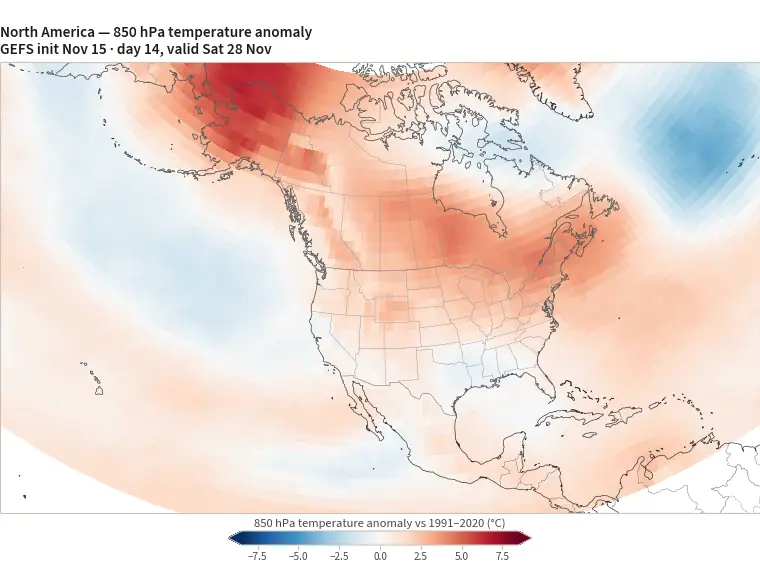 North America — 850 hPa temperature anomaly
GEFS init Nov 15 · day 14, valid Sat 28 Nov
850 hPa temperature anomaly vs 1991–2020 (°C)
−7.5 −5.0 −2.5 0.0 2.5 5.0 7.5